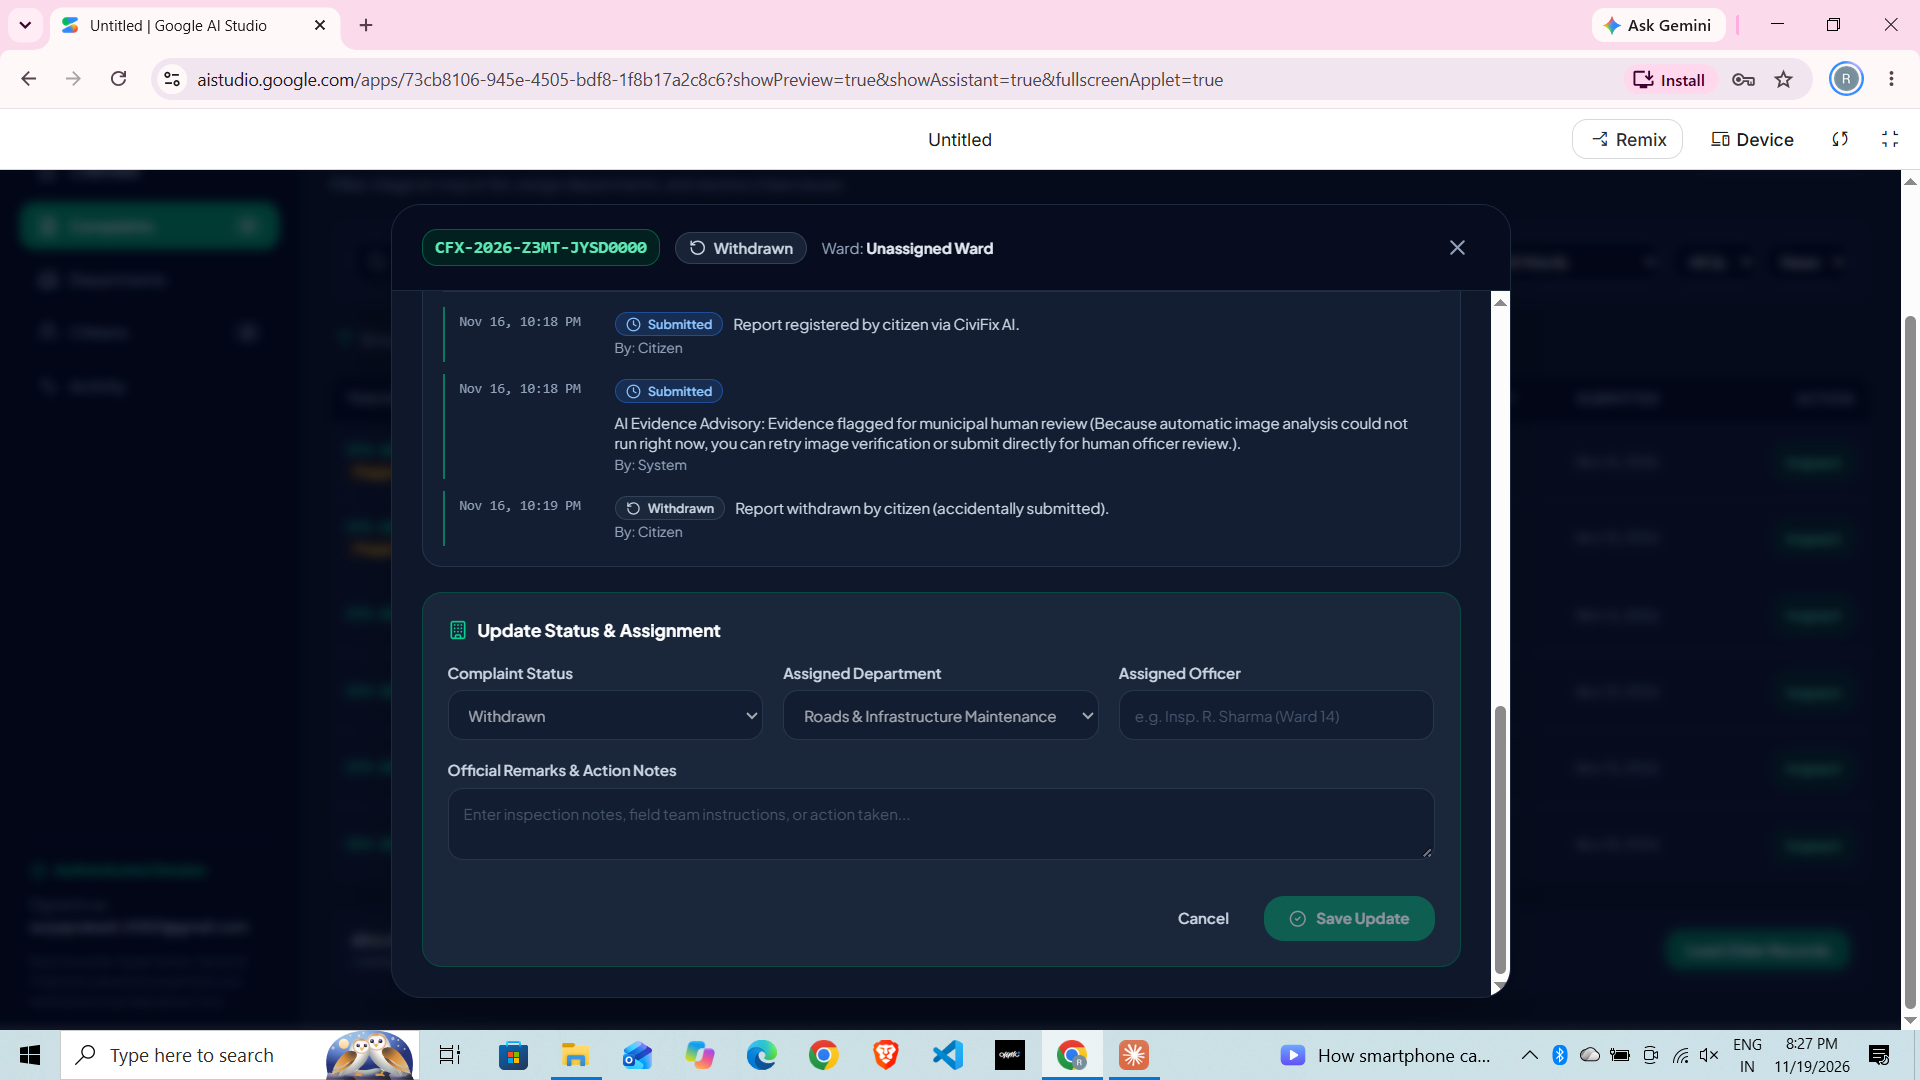 Untitled | Google AI Studio
Ask Gemini
aistudio.google.com/apps/73cb8106-945e-4505-bdf8-1f8b17a2c8c6?showPreview=true&showAssistant=true&fullscreenApplet=true
Install
R
Untitled
Remix
Device
CFX-2026-Z3MT-JYSD0000
Withdrawn
Ward: Unassigned Ward
Nov 16, 10:18 PM
Submitted
Report registered by citizen via CiviFix AI.
By: Citizen
Nov 16, 10:18 PM
Submitted
AI Evidence Advisory: Evidence flagged for municipal human review (Because automatic image analysis could not
run right now, you can retry image verification or submit directly for human officer review.).
By: System
Nov 16, 10:19 PM
Withdrawn
Report withdrawn by citizen (accidentally submitted).
By: Citizen
Update Status & Assignment
Complaint Status
Assigned Department
Assigned Officer
Withdrawn
Roads & Infrastructure Maintenance
e.g. Insp. R. Sharma (Ward 14)
Official Remarks & Action Notes
Enter inspection notes, field team instructions, or action taken...
Cancel
Save Update
Type here to search
How smartphone ca...
ENG
IN
8:27 PM
11/19/2026